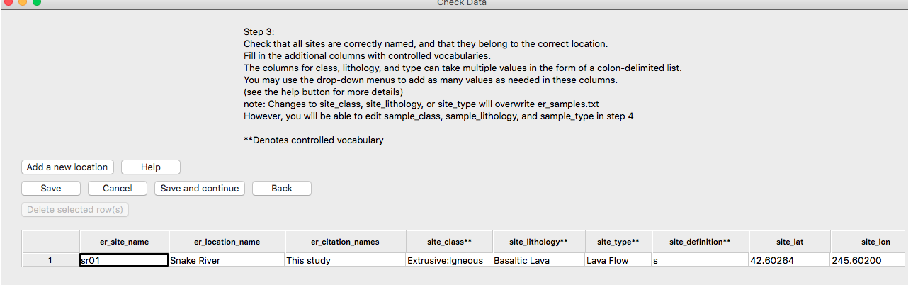 Check Data
Step 3:
Check that all sites are correctly named, and that they belong to the correct location.
Fill in the additional columns with controlled vocabularies.
The columns for class, lithology, and type can take multiple values in the form of a colon-delimited list.
You may use the drop-down menus to add as many values as needed in these columns.
(see the help button for more details)
note: Changes to site_class, site_lithology, or site_type will overwrite er_samples.txt
However, you will be able to edit sample_class, sample_lithology, and sample_type in step 4
**Denotes controlled vocabulary
Add a new location Help
Save Cancel Save and continue Back
Delete selected row(s)
er_site_name er_location_name er_citation_names site_class** site_lithology** site_type** site_definition** site_lat site_lon
1 sr01 Snake River This study Extrusive:Igneous Basaltic Lava Lava Flow s 42.60264 245.60200